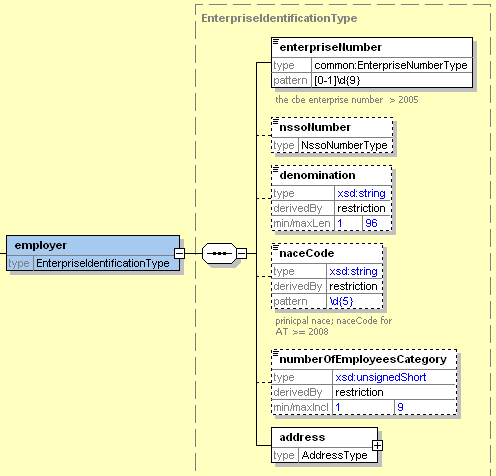 EnterpriseIdentificationType
enterpriseNumber
type common:EnterpriseNumberType
pattern [0-1]\d{9}
the cbe enterprise number > 2005
nssoNumber
type NssoNumberType
denomination
type xsd:string
derivedBy restriction
min/maxLen 1 96
employer
type EnterpriseIdentificationType
naceCode
type xsd:string
derivedBy restriction
pattern \d{5}
prinicpal nace; naceCode for
AT >= 2008
numberOfEmployeesCategory
type xsd:unsignedShort
derivedBy restriction
min/maxIncl 1 9
address
type AddressType